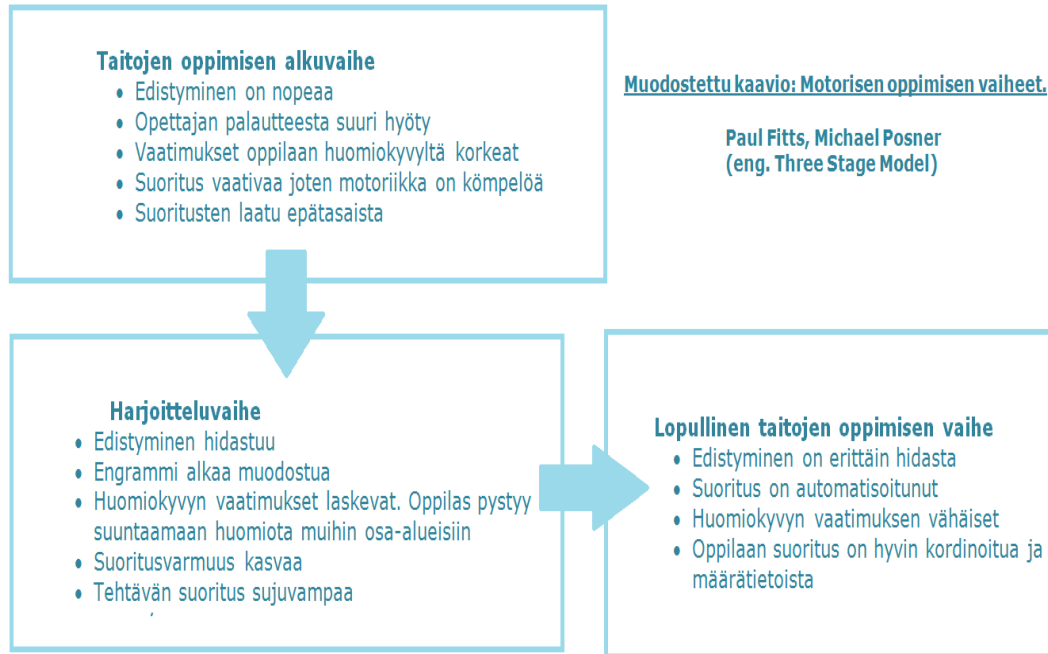 Taitojen oppimisen alkuvaihe
• Edistyminen on nopeaa
• Opettajan palautteesta suuri hyöty
• Vaatimukset oppilaan huomiokyvyltä korkeat
• Suoritus vaativaa joten motoriikka on kömpelöä
• Suoritusten laatu epätasaista
Muodostettu kaavio: Motorisen oppimisen vaiheet.
Paul Fitts, Michael Posner
(eng. Three Stage Model)
Harjoitteluvaihe
• Edistyminen hidastuu
• Engrammi alkaa muodostua
• Huomiokyvyn vaatimukset laskevat. Oppilas pystyy
suuntaamaan huomiota muihin osa-alueisiin
• Suoritusvarmuus kasvaa
• Tehtävän suoritus sujuvampaa
Lopullinen taitojen oppimisen vaihe
• Edistyminen on erittäin hidasta
• Suoritus on automatisoitunut
• Huomiokyvyn vaatimuksen vähäiset
• Oppilaan suoritus on hyvin kordinoitua ja
määrätietoista